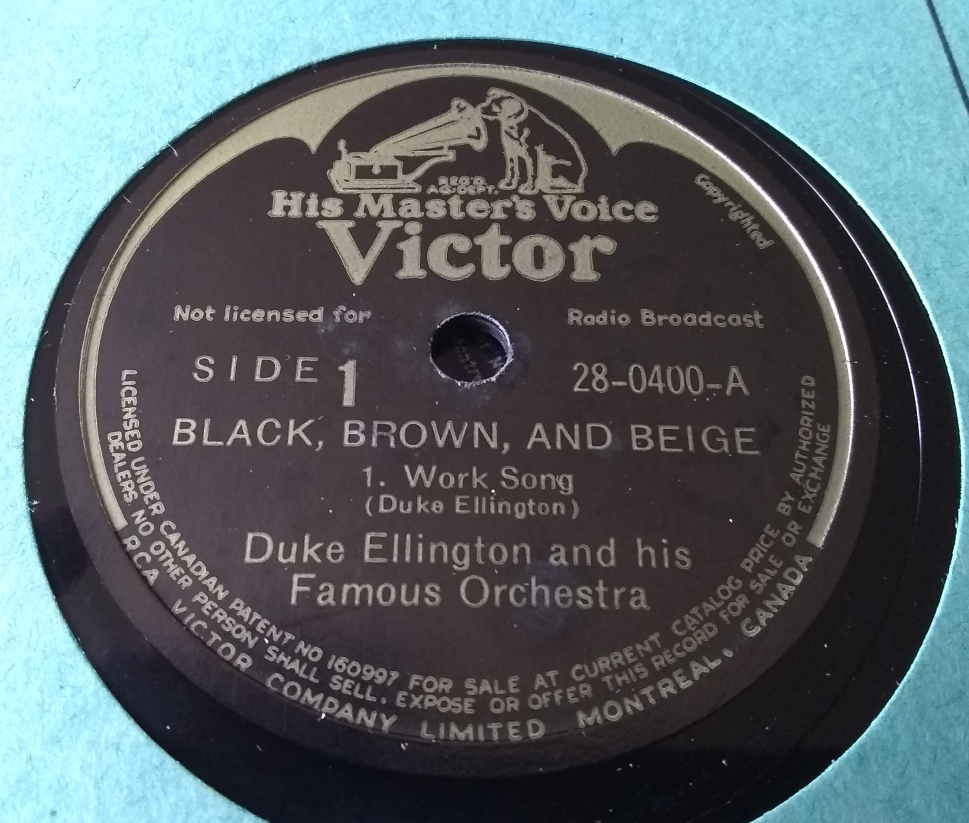 REG'D.
AG. DEPT.
His Master's Voice
Victor
Copyrighted
Not licensed for Radio Broadcast
SIDE 1 28-0400-A
BLACK, BROWN, AND BEIGE
1. Work Song
(Duke Ellington)
Duke Ellington and his
Famous Orchestra
LICENSED UNDER CANADIAN PATENT NO 160997 FOR SALE AT CURRENT CATALOG PRICE BY AUTHORIZED
DEALERS NO OTHER PERSON SHALL SELL, EXPOSE OR OFFER THIS RECORD FOR SALE OR EXCHANGE
RCA VICTOR COMPANY LIMITED MONTREAL, CANADA